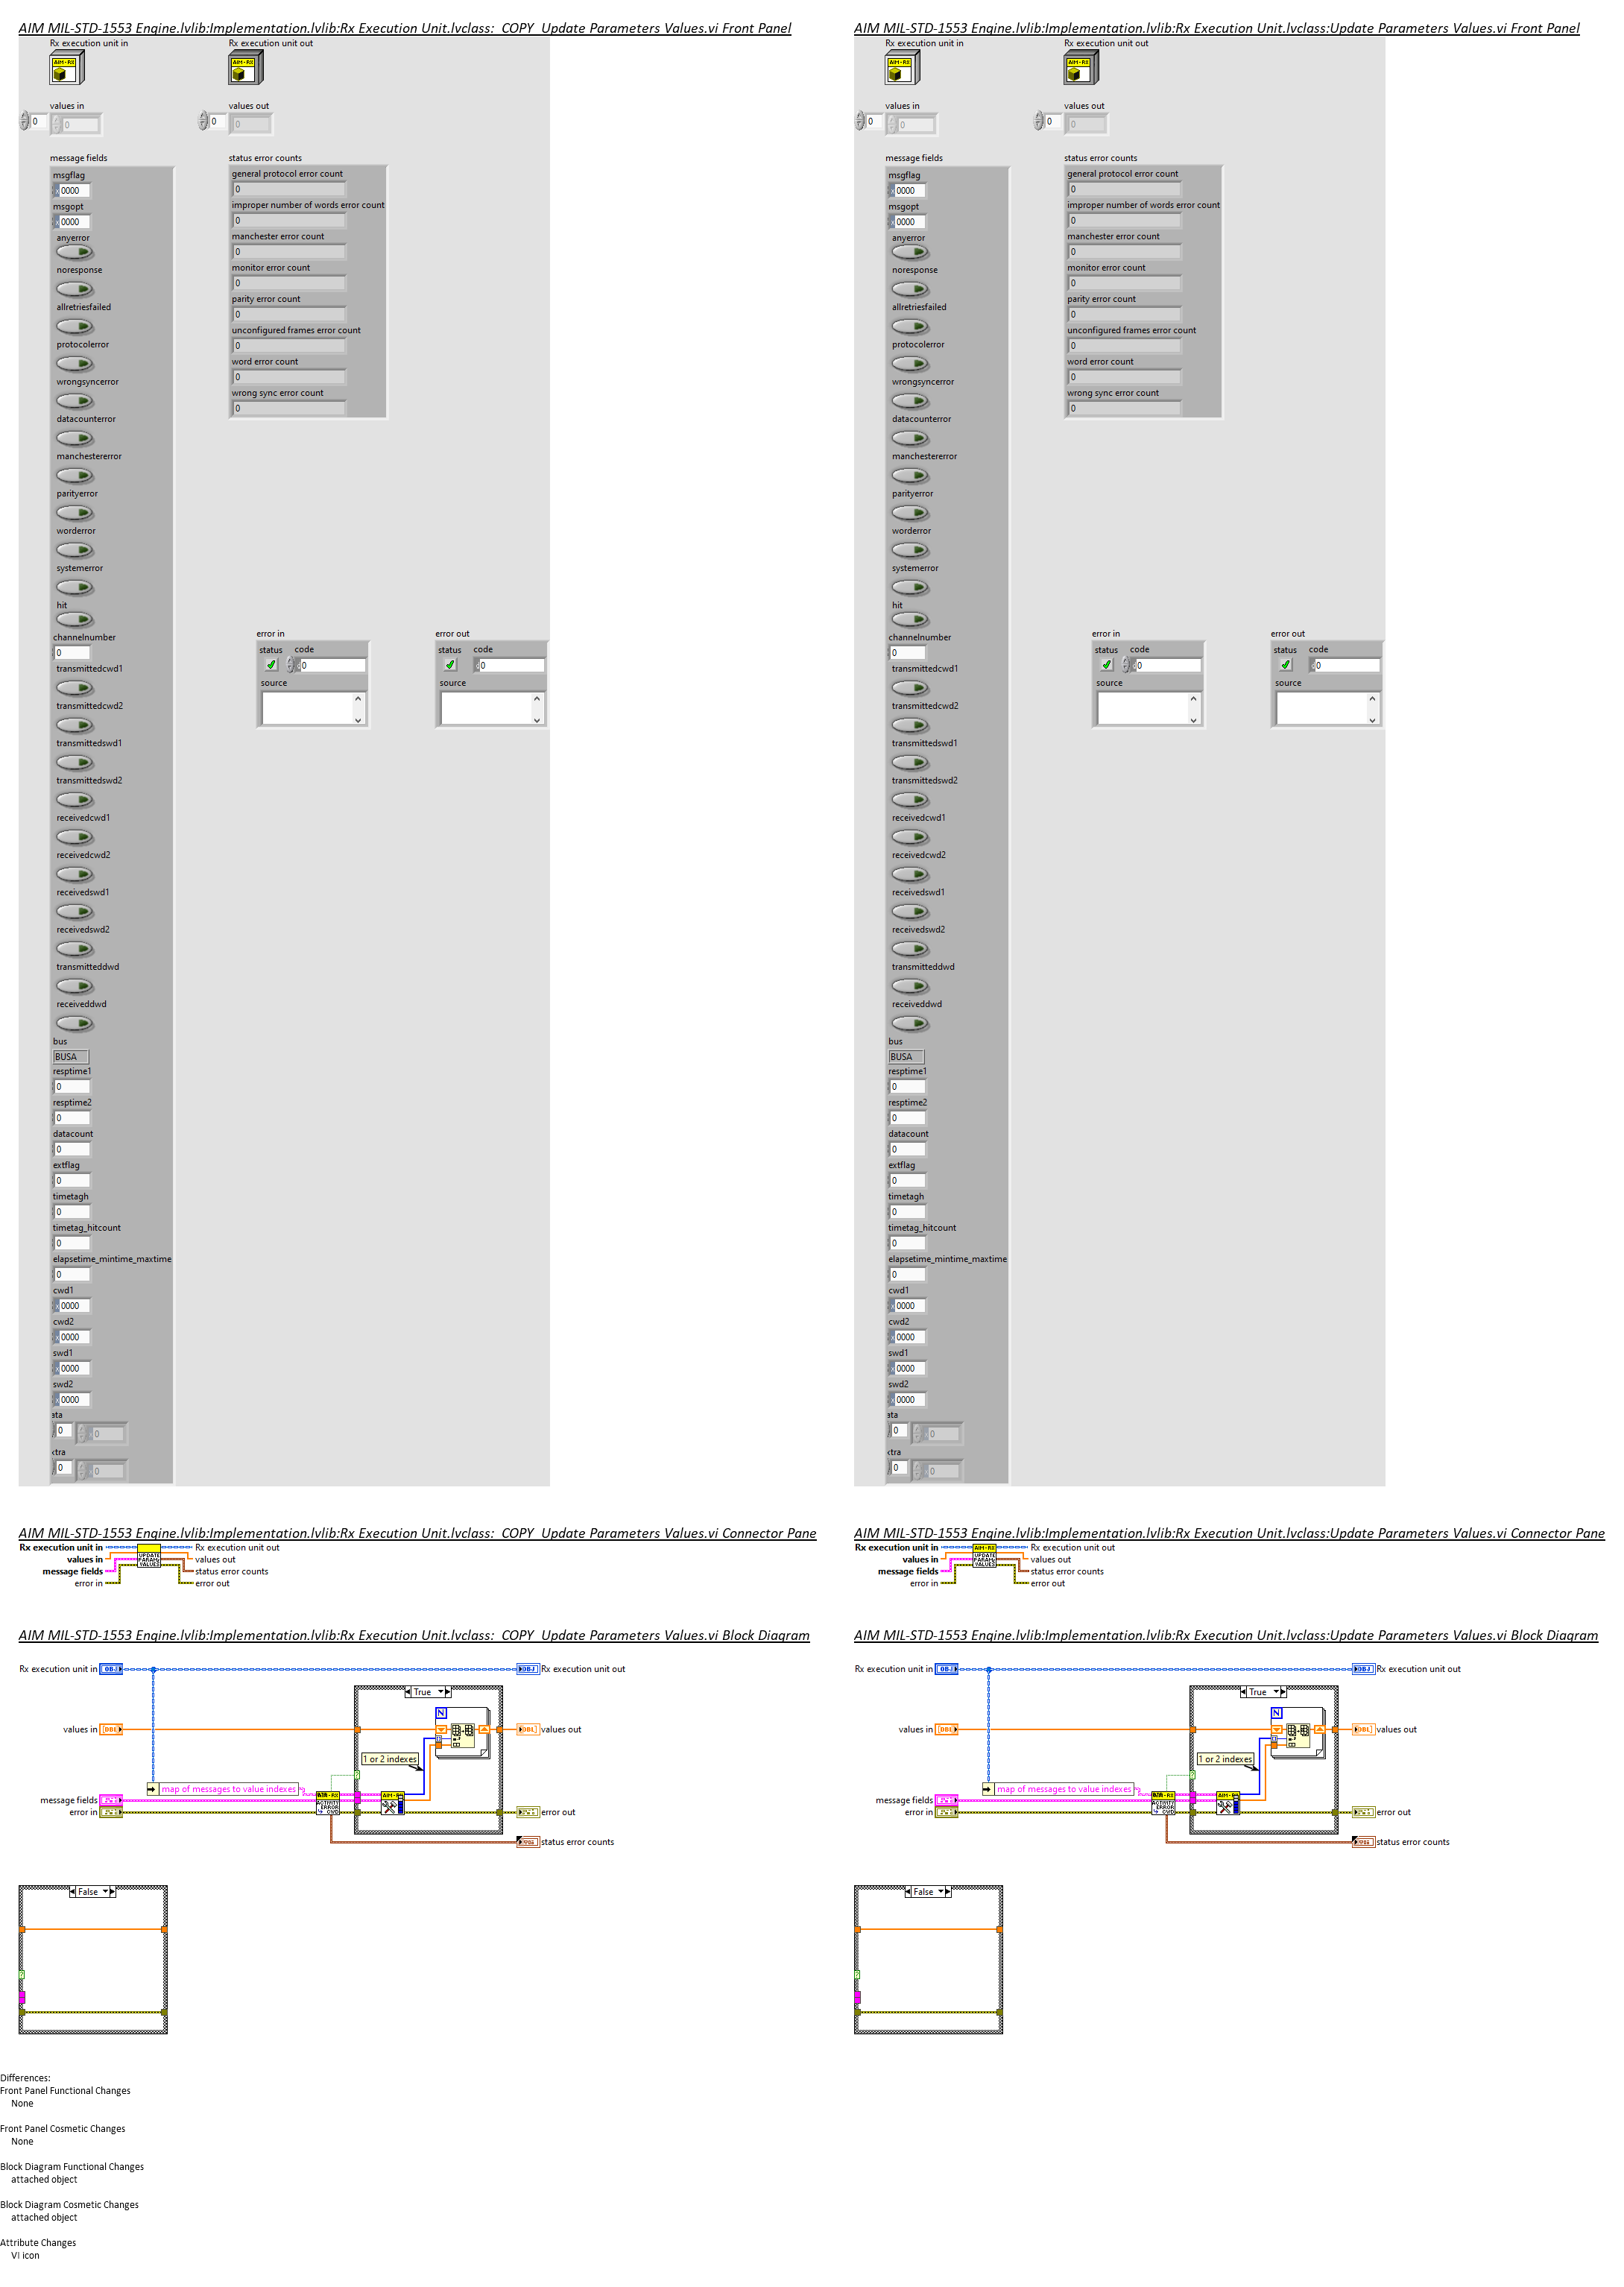 AIM MIL-STD-1553 Engine.lvlib:Implementation.lvlib:Rx Execution Unit.lvclass:_COPY_Update Parameters Values.vi Front Panel
Rx execution unit in
Rx execution unit out
AIM-RX
AIM-RX
values in
values out
0
0
0
0
message fields
status error counts
msgflag
general protocol error count
0000
0
msgopt
improper number of words error count
0000
0
anyerror
manchester error count
0
noresponse
monitor error count
0
allretriesfailed
parity error count
0
protocolerror
unconfigured frames error count
0
wrongsyncerror
word error count
0
datacounterror
wrong sync error count
0
manchestererror
parityerror
worderror
systemerror
hit
channelnumber
0
error in
error out
status code
status code
0
0
source
source
transmittedcwd1
transmittedcwd2
transmittedswd1
transmittedswd2
receivedcwd1
receivedcwd2
receivedswd1
receivedswd2
transmitteddwd
receiveddwd
bus
BUSA
resptime1
0
resptime2
0
datacount
0
extflag
0
timetagh
0
timetag_hitcount
0
elapsetime_mintime_maxtime
0
cwd1
0000
cwd2
0000
swd1
0000
swd2
0000
ata
0
0
xtra
0
0
AIM MIL-STD-1553 Engine.lvlib:Implementation.lvlib:Rx Execution Unit.lvclass:Update Parameters Values.vi Front Panel
Rx execution unit in
Rx execution unit out
AIM-RX
AIM-RX
values in
values out
0
0
0
0
message fields
status error counts
msgflag
general protocol error count
0000
0
msgopt
improper number of words error count
0000
0
anyerror
manchester error count
0
noresponse
monitor error count
0
allretriesfailed
parity error count
0
protocolerror
unconfigured frames error count
0
wrongsyncerror
word error count
0
datacounterror
wrong sync error count
0
manchestererror
parityerror
worderror
systemerror
hit
channelnumber
0
error in
error out
status code
status code
0
0
source
source
transmittedcwd1
transmittedcwd2
transmittedswd1
transmittedswd2
receivedcwd1
receivedcwd2
receivedswd1
receivedswd2
transmitteddwd
receiveddwd
bus
BUSA
resptime1
0
resptime2
0
datacount
0
extflag
0
timetagh
0
timetag_hitcount
0
elapsetime_mintime_maxtime
0
cwd1
0000
cwd2
0000
swd1
0000
swd2
0000
ata
0
0
xtra
0
0
AIM MIL-STD-1553 Engine.lvlib:Implementation.lvlib:Rx Execution Unit.lvclass:_COPY_Update Parameters Values.vi Connector Pane
Rx execution unit in
Rx execution unit out
values in
values out
message fields
status error counts
error in
error out
UPDATE
PARAMS
VALUES
AIM MIL-STD-1553 Engine.lvlib:Implementation.lvlib:Rx Execution Unit.lvclass:Update Parameters Values.vi Connector Pane
Rx execution unit in
Rx execution unit out
values in
values out
message fields
status error counts
error in
error out
AIM-RX
UPDATE
PARAMS
VALUES
AIM MIL-STD-1553 Engine.lvlib:Implementation.lvlib:Rx Execution Unit.lvclass:_COPY_Update Parameters Values.vi Block Diagram
Rx execution unit in
OBJ
OBJ
Rx execution unit out
True
N
values in
DBL
DBL
values out
1 or 2 indexes
map of messages to value indexes
message fields
error in
ACTIVITY
ERROR
CWD
error out
status error counts
False
AIM MIL-STD-1553 Engine.lvlib:Implementation.lvlib:Rx Execution Unit.lvclass:Update Parameters Values.vi Block Diagram
Rx execution unit in
OBJ
OBJ
Rx execution unit out
True
N
values in
DBL
DBL
values out
1 or 2 indexes
map of messages to value indexes
message fields
error in
ACTIVITY
ERROR
CWD
error out
status error counts
False
Differences:
Front Panel Functional Changes
None
Front Panel Cosmetic Changes
None
Block Diagram Functional Changes
attached object
Block Diagram Cosmetic Changes
attached object
Attribute Changes
VI icon